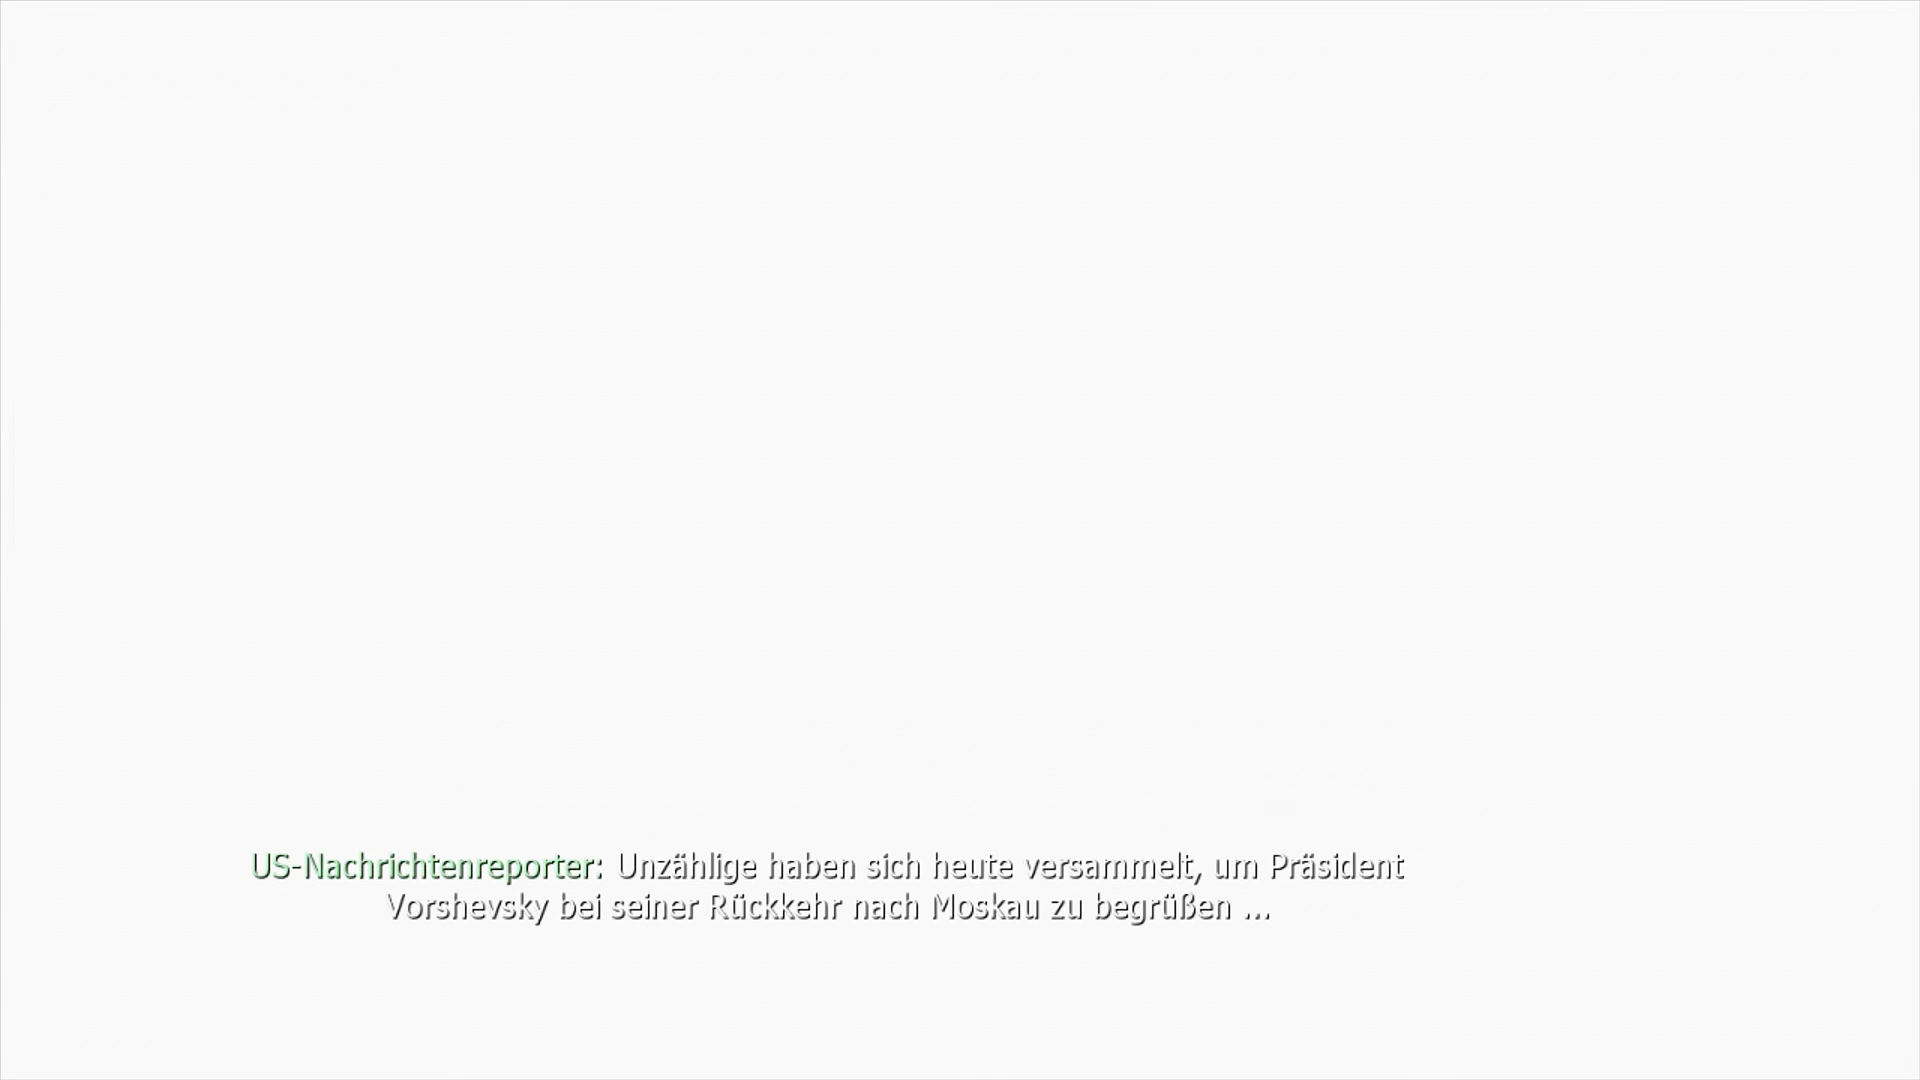 US-Nachrichtenreporter: Unzählige haben sich heute versammelt, um Präsident
Vorshevsky bei seiner Rückkehr nach Moskau zu begrüßen ...